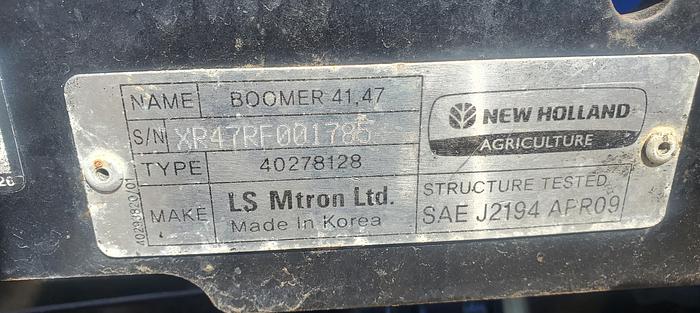 NAME BOOMER 41,47
S/N XR47RF001785
TYPE 40278128
MAKE LS Mtron Ltd.
Made In Korea
NEW HOLLAND
AGRICULTURE
STRUCTURE TESTED
SAE J2194 APR09
26